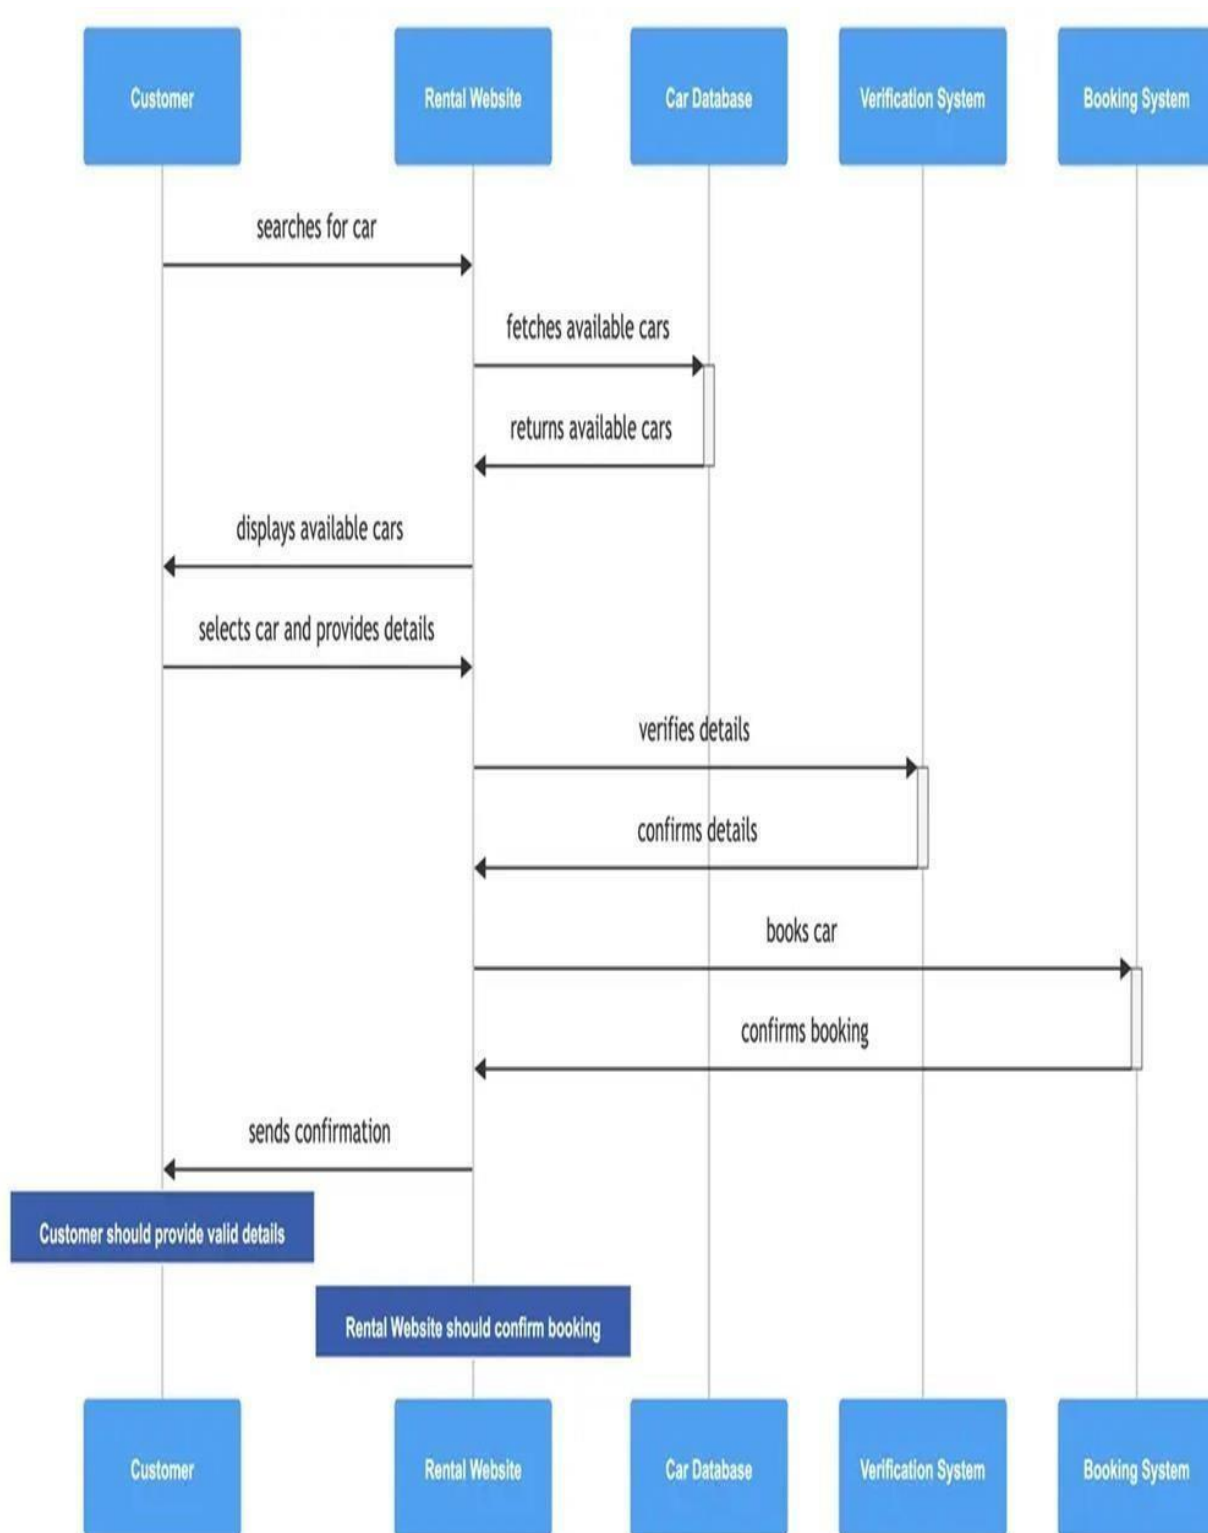 Customer
Rental Website
Car Database
Verification System
Booking System
searches for car
fetches available cars
returns available cars
displays available cars
selects car and provides details
verifies details
confirms details
books car
confirms booking
sends confirmation
Customer should provide valid details
Rental Website should confirm booking
Customer
Rental Website
Car Database
Verification System
Booking System